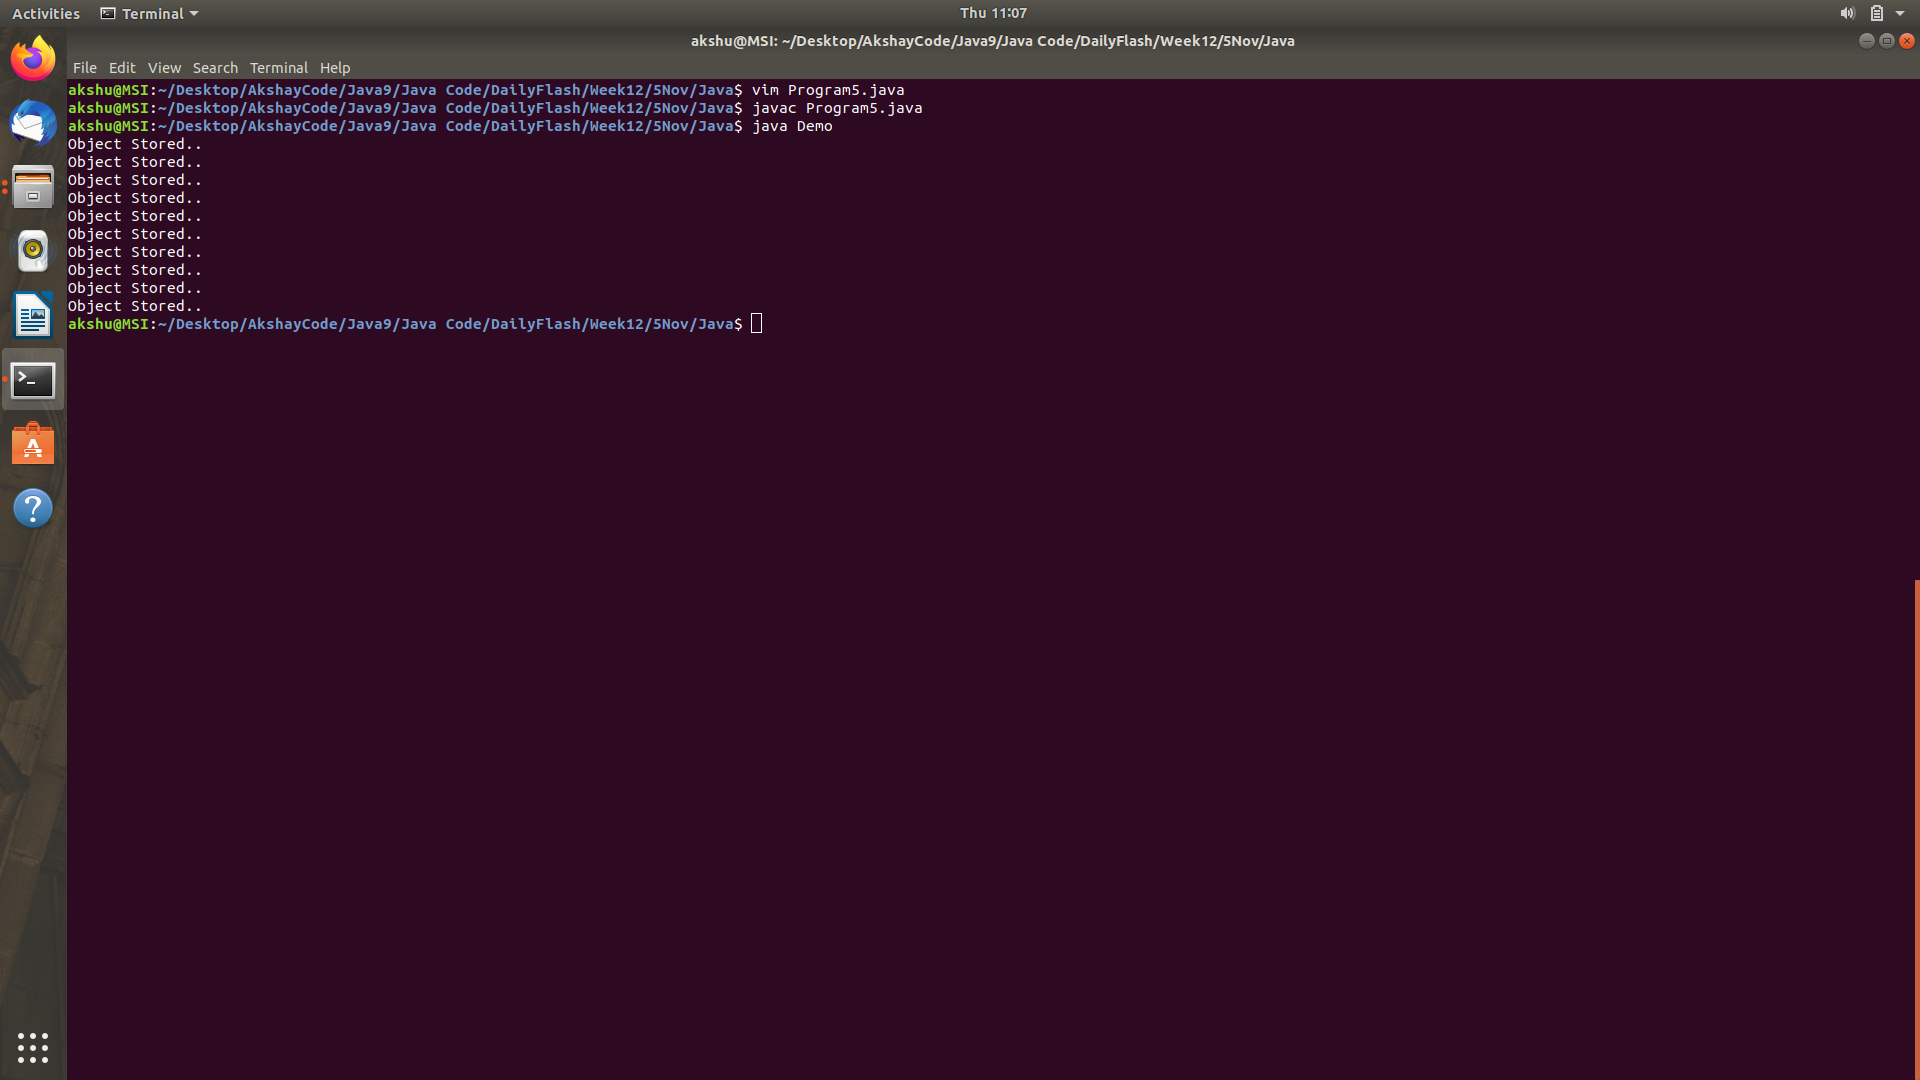 Activities Terminal Thu 11:07
akshu@MSI: ~/Desktop/AkshayCode/Java9/Java Code/DailyFlash/Week12/5Nov/Java
File Edit View Search Terminal Help
akshu@MSI:~/Desktop/AkshayCode/Java9/Java Code/DailyFlash/Week12/5Nov/Java$ vim Program5.java
akshu@MSI:~/Desktop/AkshayCode/Java9/Java Code/DailyFlash/Week12/5Nov/Java$ javac Program5.java
akshu@MSI:~/Desktop/AkshayCode/Java9/Java Code/DailyFlash/Week12/5Nov/Java$ java Demo
Object Stored..
Object Stored..
Object Stored..
Object Stored..
Object Stored..
Object Stored..
Object Stored..
Object Stored..
Object Stored..
Object Stored..
akshu@MSI:~/Desktop/AkshayCode/Java9/Java Code/DailyFlash/Week12/5Nov/Java$